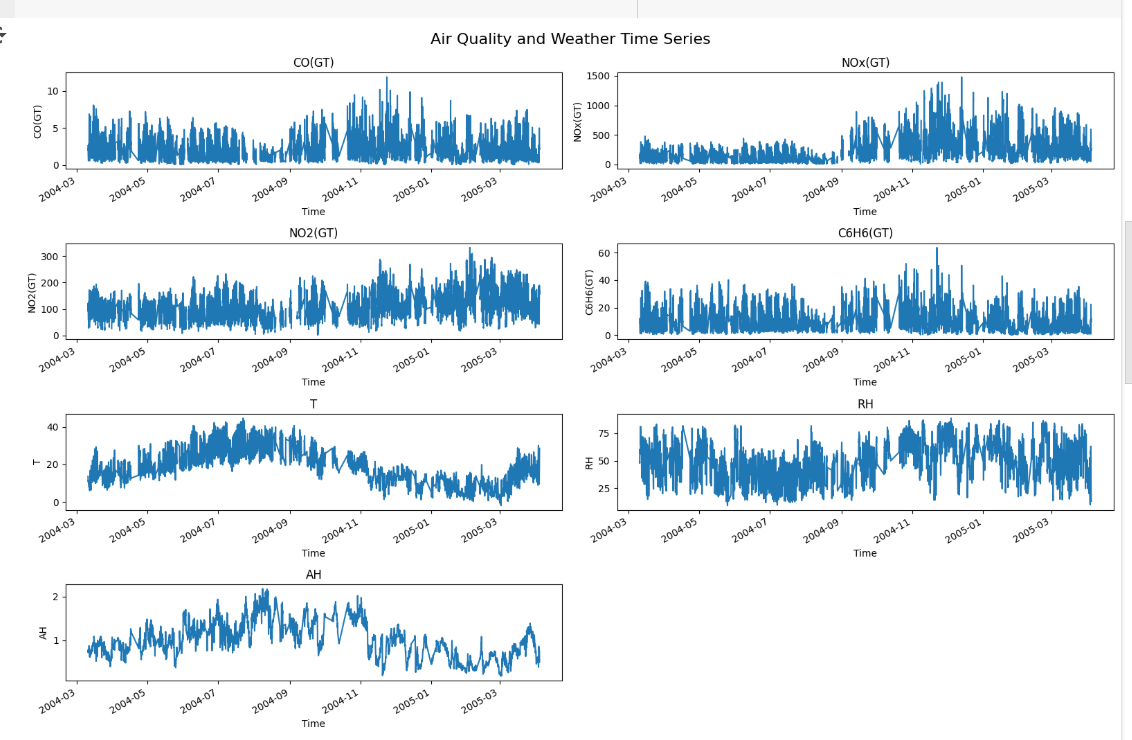 Air Quality and Weather Time Series
CO(GT)
CO(GT)
10
5
0
2004-03 2004-05 2004-07 2004-09 2004-11 2005-01 2005-03
Time
NOx(GT)
NOx(GT)
1500
1000
500
0
2004-03 2004-05 2004-07 2004-09 2004-11 2005-01 2005-03
Time
NO2(GT)
NO2(GT)
300
200
100
0
2004-03 2004-05 2004-07 2004-09 2004-11 2005-01 2005-03
Time
C6H6(GT)
C6H6(GT)
60
40
20
0
2004-03 2004-05 2004-07 2004-09 2004-11 2005-01 2005-03
Time
T
T
40
20
0
2004-03 2004-05 2004-07 2004-09 2004-11 2005-01 2005-03
Time
RH
RH
75
50
25
2004-03 2004-05 2004-07 2004-09 2004-11 2005-01 2005-03
Time
AH
AH
2
1
2004-03 2004-05 2004-07 2004-09 2004-11 2005-01 2005-03
Time